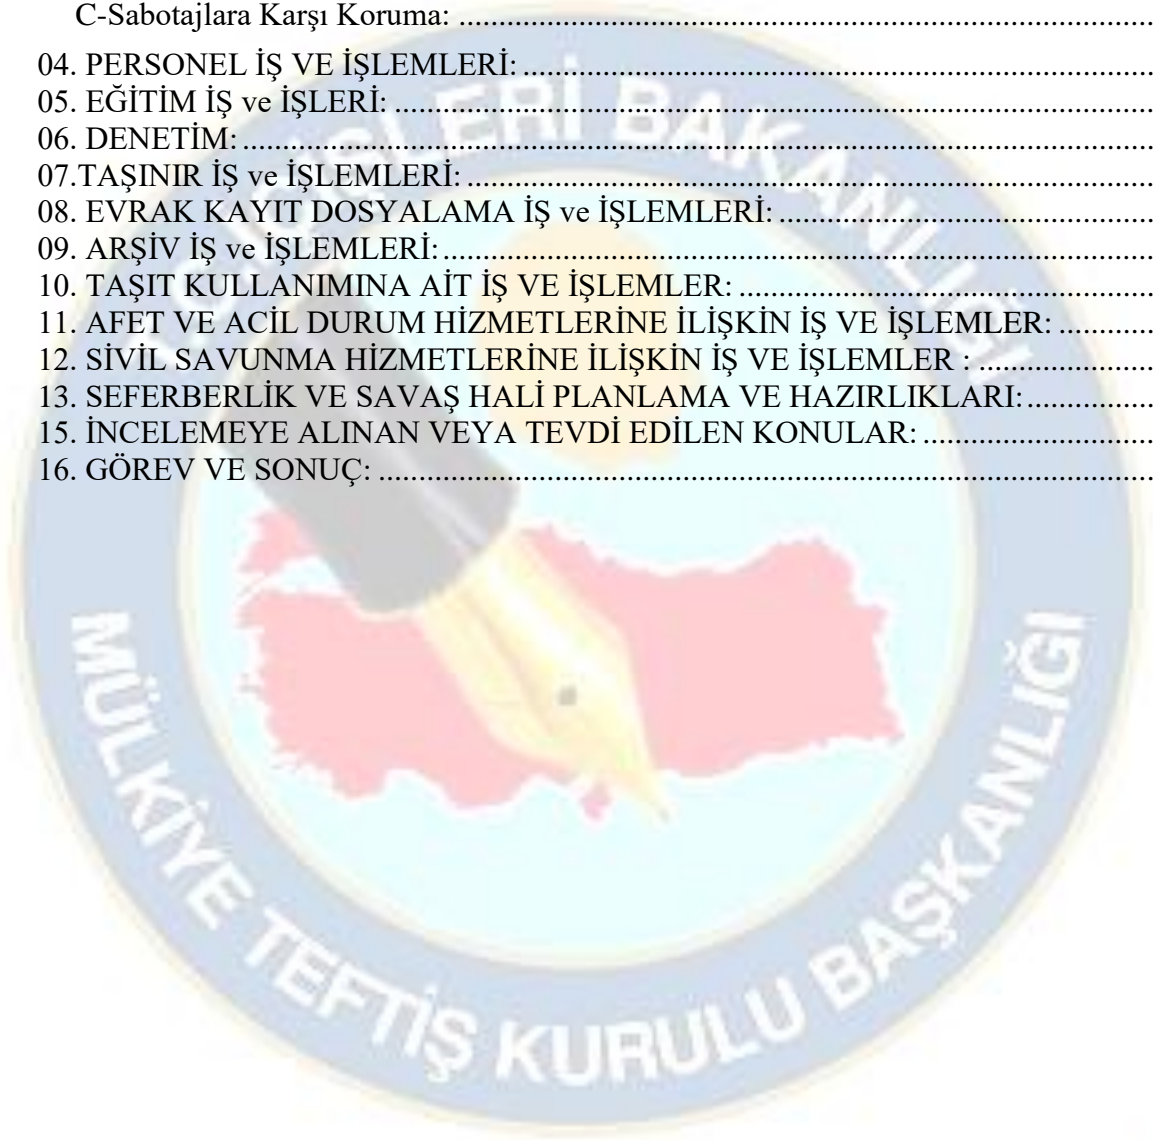 C-Sabotajlara Karşı Koruma: ..........................................................................................
04. PERSONEL İŞ VE İŞLEMLERİ: ..................................................................................
05. EĞİTİM İŞ ve İŞLERİ: ...................................................................................................
06. DENETİM: ......................................................................................................................
07.TAŞINIR İŞ ve İŞLEMLERİ: .........................................................................................
08. EVRAK KAYIT DOSYALAMA İŞ ve İŞLEMLERİ: ................................................
09. ARŞİV İŞ ve İŞLEMLERİ: ............................................................................................
10. TAŞIT KULLANIMINA AİT İŞ VE İŞLEMLER: ......................................................
11. AFET VE ACİL DURUM HİZMETLERİNE İLİŞKİN İŞ VE İŞLEMLER: ............
12. SİVİL SAVUNMA HİZMETLERİNE İLİŞKİN İŞ VE İŞLEMLER : .......................
13. SEFERBERLİK VE SAVAŞ HALİ PLANLAMA VE HAZIRLIKLARI: ................
15. İNCELEMEYE ALINAN VEYA TEVDİ EDİLEN KONULAR: ..............................
16. GÖREV VE SONUÇ: .....................................................................................................
T.C. İÇİŞLERİ BAKANLIĞI
MÜLKİYE TEFTİŞ KURULU BAŞKANLIĞI